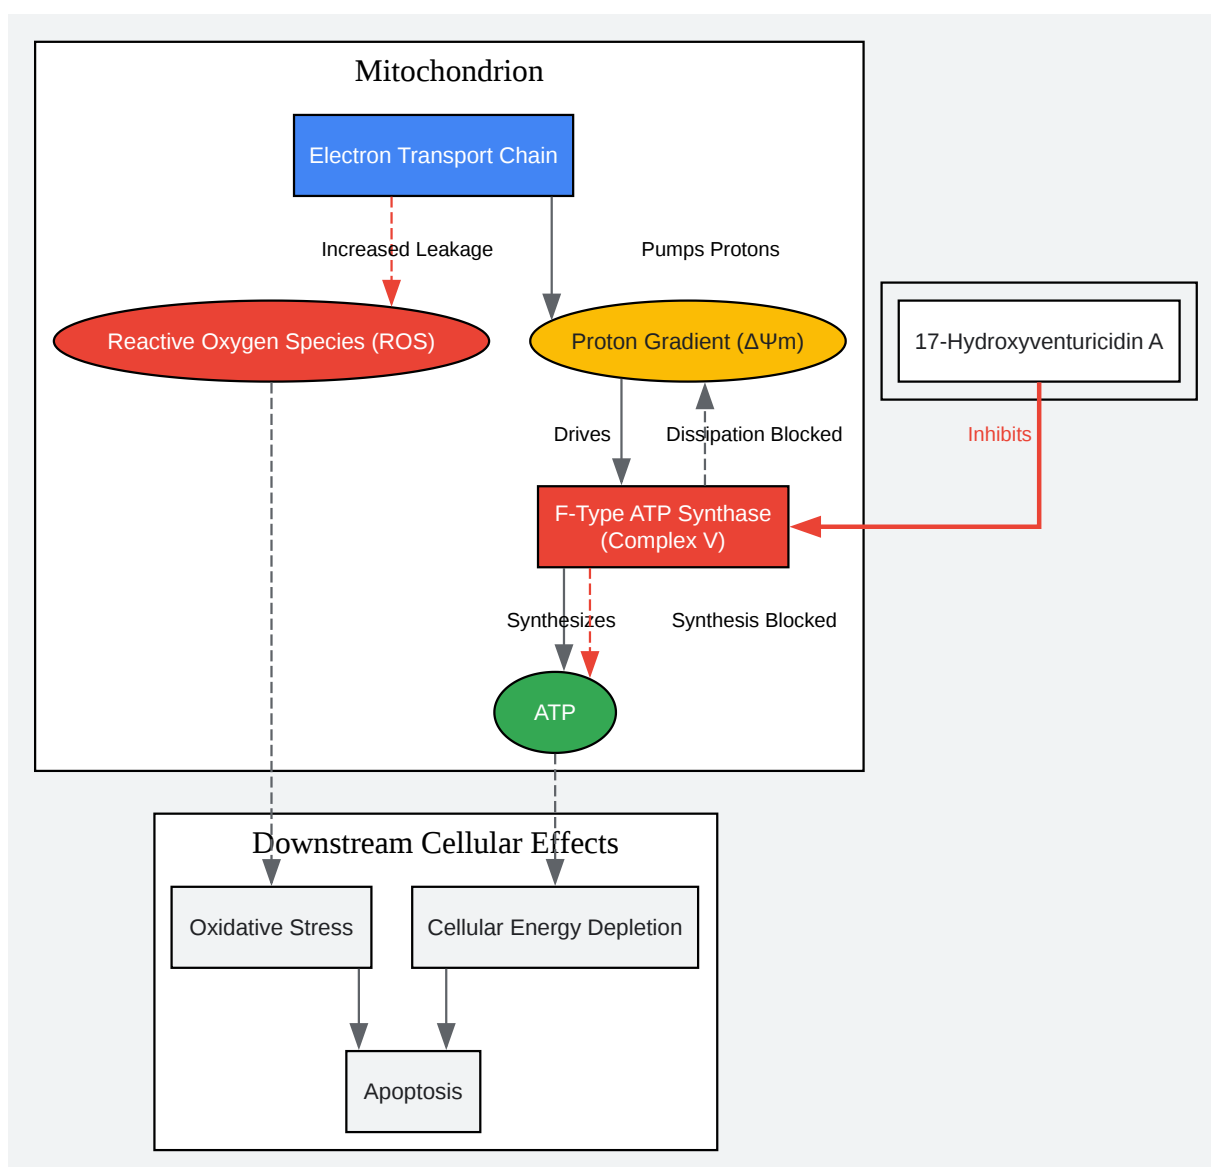 Mitochondrion
Electron Transport Chain
Increased Leakage
Pumps Protons
Reactive Oxygen Species (ROS)
Proton Gradient (ΔΨm)
17-Hydroxyventuricidin A
Drives
Dissipation Blocked
Inhibits
F-Type ATP Synthase
(Complex V)
Synthesizes
Synthesis Blocked
ATP
Downstream Cellular Effects
Oxidative Stress
Cellular Energy Depletion
Apoptosis